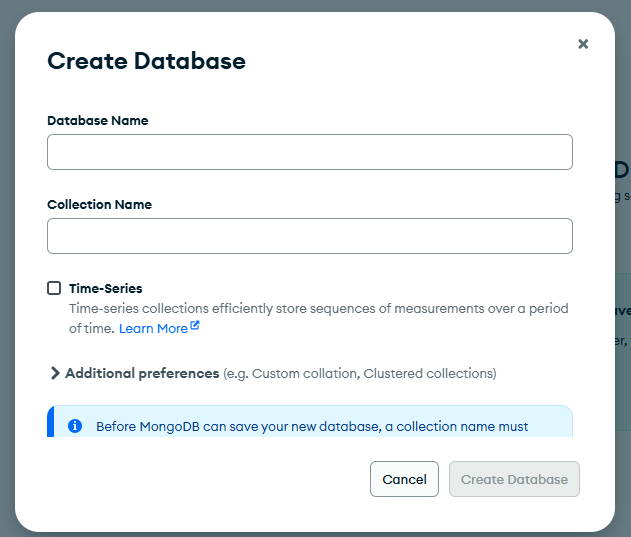 Create Database
Database Name
Collection Name
Time-Series
Time-series collections efficiently store sequences of measurements over a period
of time. Learn More
Additional preferences (e.g. Custom collation, Clustered collections)
Before MongoDB can save your new database, a collection name must
Cancel
Create Database